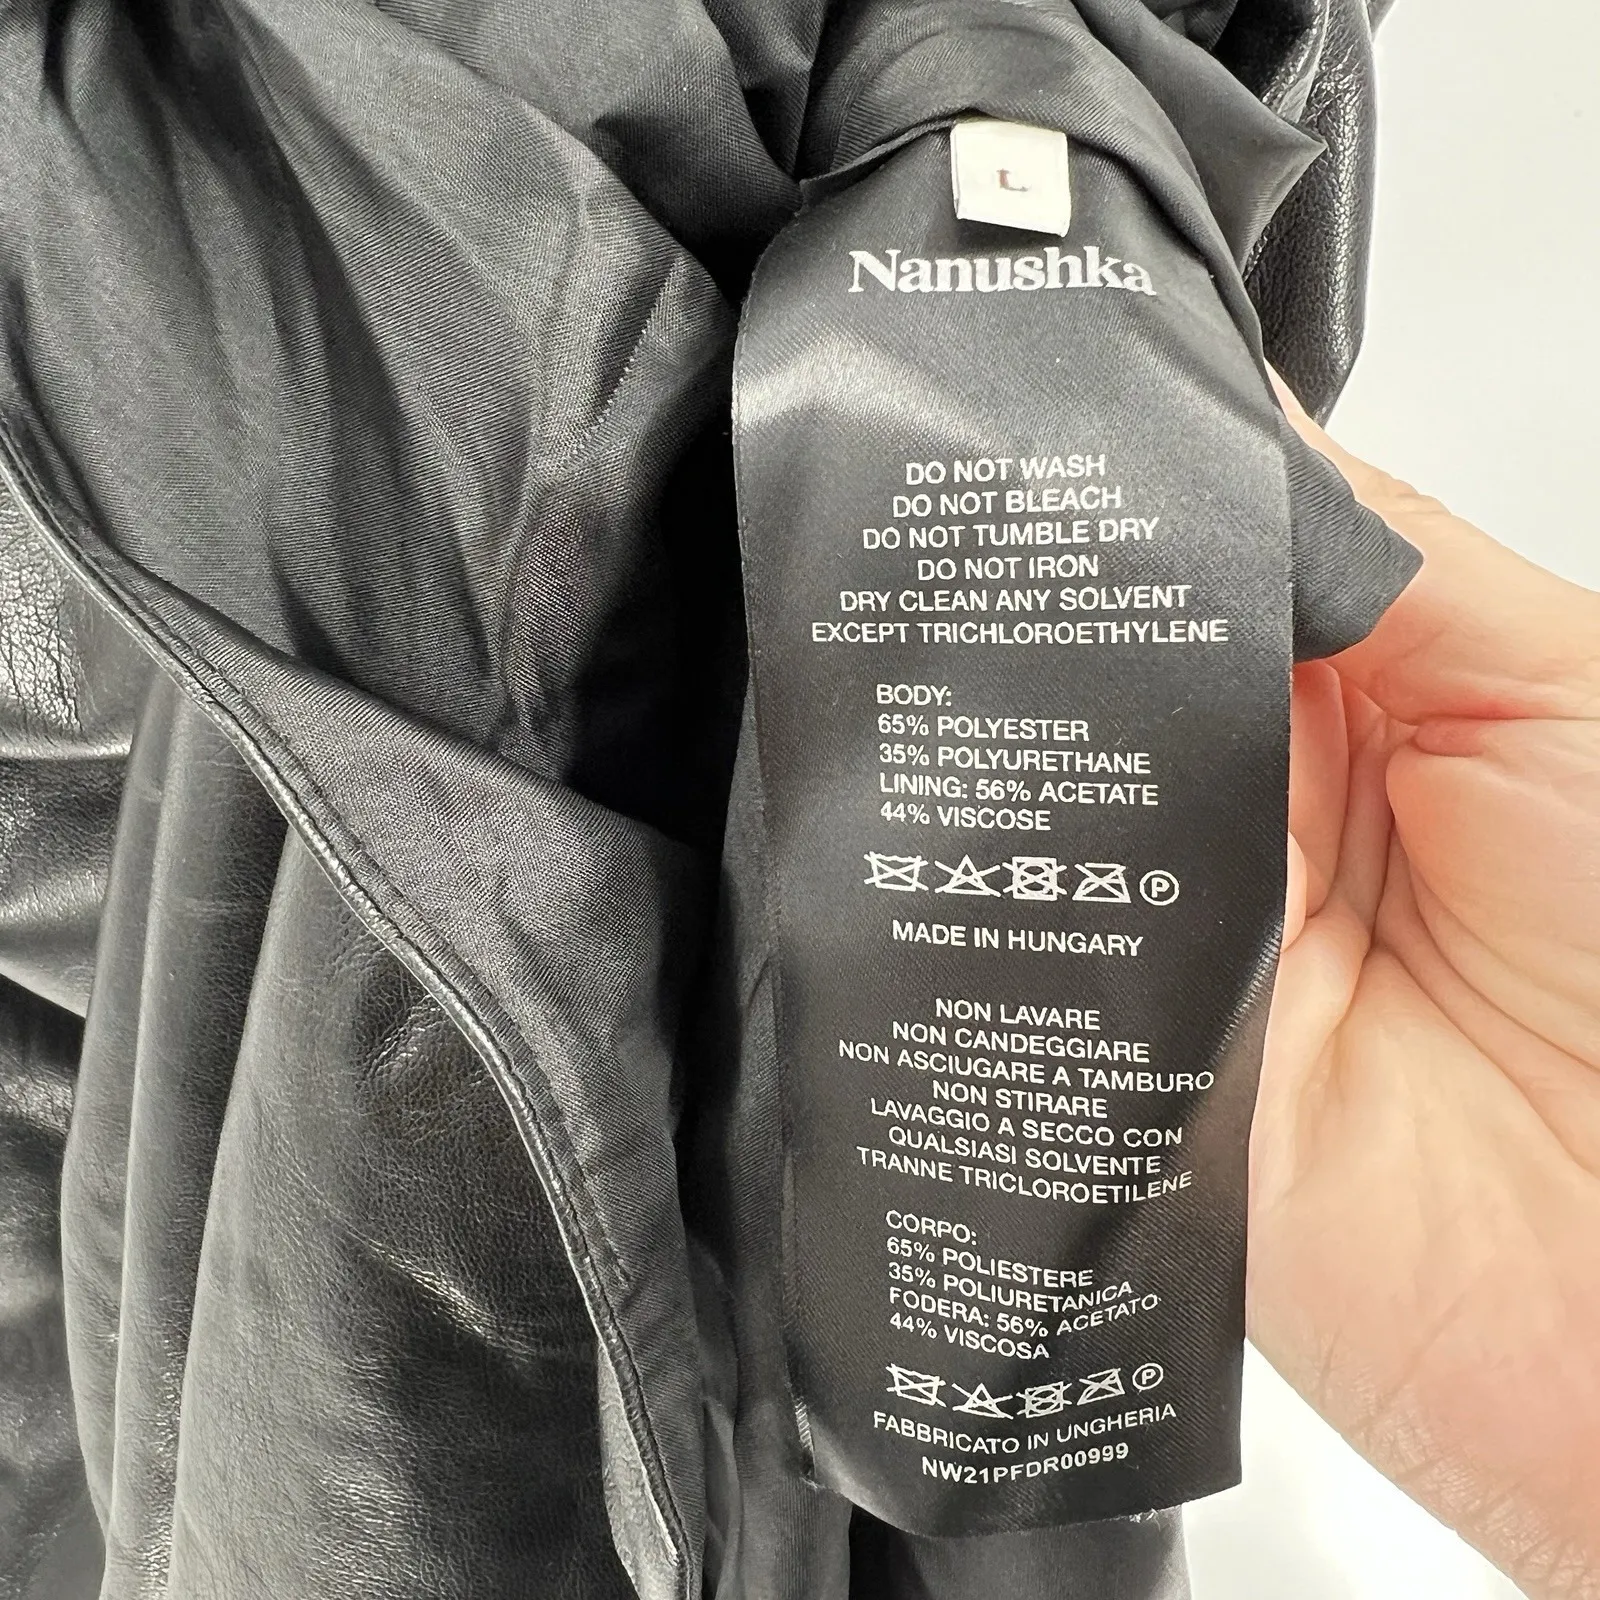 L
Nanushka
DO NOT WASH
DO NOT BLEACH
DO NOT TUMBLE DRY
DO NOT IRON
DRY CLEAN ANY SOLVENT
EXCEPT TRICHLOROETHYLENE
BODY:
65% POLYESTER
35% POLYURETHANE
LINING: 56% ACETATE
44% VISCOSE
P
MADE IN HUNGARY
NON LAVARE
NON CANDEGGIARE
NON ASCIUGARE A TAMBURO
NON STIRARE
LAVAGGIO A SECCO CON
QUALSIASI SOLVENTE
TRANNE TRICLOROETILENE
CORPO:
65% POLIESTERE
35% POLIURETANICA
FODERA: 56% ACETATO
44% VISCOSA
P
FABBRICATO IN UNGHERIA
NW21PFDR00999